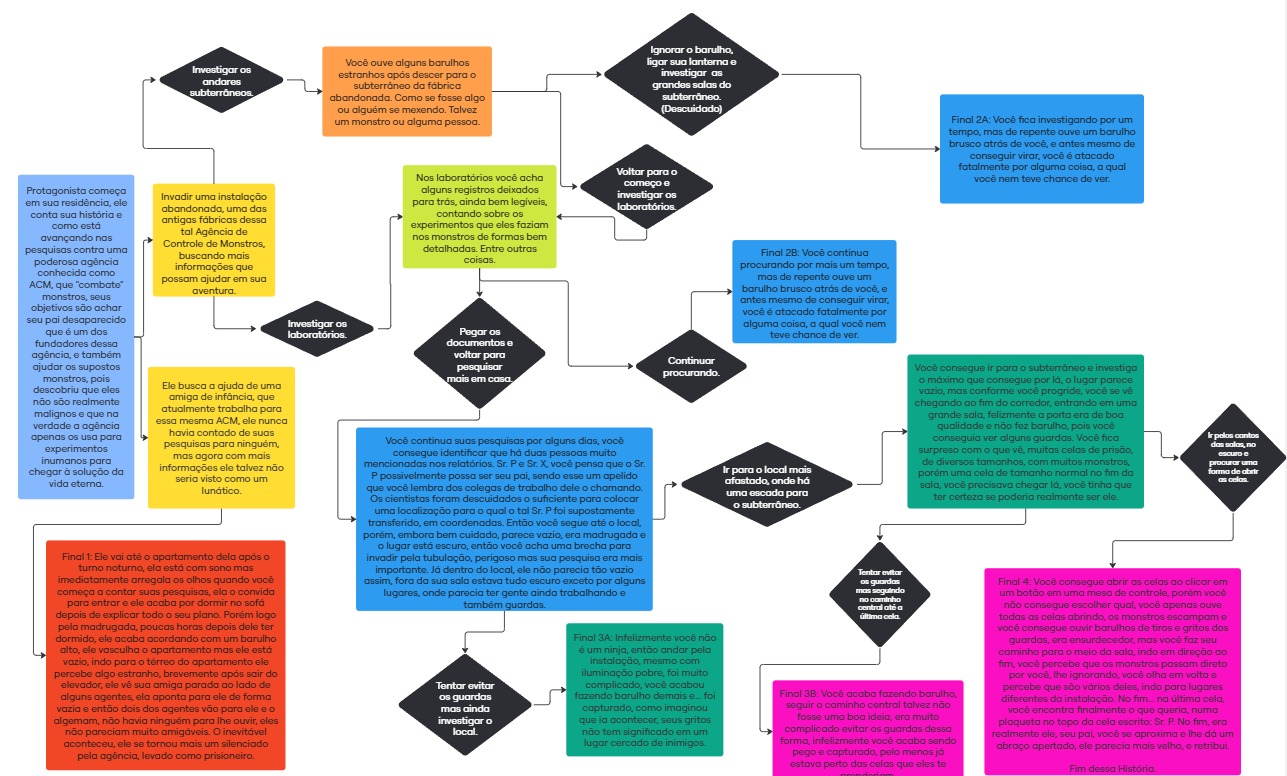 Protagonista começa
em sua residência, ele
conta sua história e
como está
avançando nas
pesquisas contra uma
poderosa agência
conhecida como
ACM, que "combate"
monstros, seus
objetivos são achar
seu pai desaparecido
que é um dos
fundadores dessa
agência, e também
ajudar os supostos
monstros, pois
descobriu que eles
não são realmente
malignos e que na
verdade a agência
apenas os usa para
experimentos
inumanos para
chegar à solução da
vida eterna.
Invadir uma instalação
abandonada, uma das
antigas fábricas dessa
tal Agência de
Controle de Monstros,
buscando mais
informações que
possam ajudar em sua
aventura.
Investigar os
andares
subterrâneos.
Você ouve alguns barulhos
estranhos após descer para o
subterrâneo da fábrica
abandonada. Como se fosse algo
ou alguém se mexendo. Talvez
um monstro ou alguma pessoa.
Ignorar o barulho,
ligar sua lanterna e
investigar as
grandes salas do
subterrâneo.
(Descuidado)
Final 2A: Você fica investigando por um
tempo, mas de repente ouve um barulho
brusco atrás de você, e antes mesmo de
conseguir virar, você é atacado
fatalmente por alguma coisa, a qual
você nem teve chance de ver.
Voltar para o
começo e
investigar os
laboratórios.
Investigar os
laboratórios.
Nos laboratórios você acha
alguns registros deixados
para trás, ainda bem legíveis,
contando sobre os
experimentos que eles faziam
nos monstros de formas bem
detalhadas. Entre outras
coisas.
Pegar os
documentos e
voltar para
pesquisar
mais em casa.
Continuar
procurando.
Final 2B: Você continua
procurando por mais um tempo,
mas de repente ouve um
barulho brusco atrás de você, e
antes mesmo de conseguir virar,
você é atacado fatalmente por
alguma coisa, a qual você nem
teve chance de ver.
Ele busca a ajuda de uma
amiga de infância, que
atualmente trabalha para
essa mesma ACM, ele nunca
havia contado de suas
pesquisas para ninguém,
mas agora com mais
informações ele talvez não
seria visto como um
lunático.
Final 1: Ele vai até o apartamento dela após o
turno noturno, ela está com sono mas
imediatamente arregala os olhos quando você
começa a contar suas pesquisas, ela o convida
para entrar e ele acaba por dormir no sofá
depois de explicar todo o seu plano. Porém logo
pela madrugada, poucas horas depois dele ter
dormido, ele acaba acordando com um barulho
alto, ele vasculha o apartamento mas ele está
vazio, indo para o térreo do apartamento ele
percebe algo estranho, brevemente após sair do
elevador, ele vê sua amiga parada ao lado de
alguns agentes, ela aponta para ele de forma
vazia e então dois dos agentes vão para ele e o
algemam, não havia ninguém para lhe ouvir, eles
não pareciam muito amigáveis. O inevitável
aconteceu, ele se tornou mais um silenciado
pela agência, levado como prisioneiro.
Você continua suas pesquisas por alguns dias, você
consegue identificar que há duas pessoas muito
mencionadas nos relatórios. Sr. P e Sr. X, você pensa que o Sr.
P possivelmente possa ser seu pai, sendo esse um apelido
que você lembra dos colegas de trabalho dele o chamando.
Os cientistas foram descuidados o suficiente para colocar
uma localização para o qual o tal Sr. P foi supostamente
transferido, em coordenadas. Então você segue até o local,
porém, embora bem cuidado, parece vazio, era madrugada e
o lugar está escuro, então você acha uma brecha para
invadir pela tubulação, perigoso mas sua pesquisa era mais
importante. Já dentro do local, ele não parecia tão vazio
assim, fora da sua sala estava tudo escuro exceto por alguns
lugares, onde parecia ter gente ainda trabalhando e
também guardas.
Tentar evitar
os guardas
mas ainda
investigar o
local.
Final 3A: Infelizmente você não
é um ninja, então andar pela
instalação, mesmo com
iluminação pobre, foi muito
complicado, você acabou
fazendo barulho demais e... foi
capturado, como imaginou
que ia acontecer, seus gritos
não tem significado em um
lugar cercado de inimigos.
Ir para o local mais
afastado, onde há
uma escada para
o subterrâneo.
Você consegue ir para o subterrâneo e investiga
o máximo que consegue por lá, o lugar parece
vazio, mas conforme você progride, você se vê
chegando ao fim do corredor, entrando em uma
grande sala, felizmente a porta era de boa
qualidade e não fez barulho, pois você
conseguia ver alguns guardas. Você fica
surpreso com o que vê, muitas celas de prisão,
de diversos tamanhos, com muitos monstros,
porém uma cela de tamanho normal no fim da
sala, você precisava chegar lá, você tinha que
ter certeza se poderia realmente ser ele.
Tentar evitar
os guardas
mas seguindo
no caminho
central até a
última cela.
Final 3B: Você acaba fazendo barulho,
seguir o caminho central talvez não
fosse uma boa ideia, era muito
complicado evitar os guardas dessa
forma, infelizmente você acaba sendo
pego e capturado, pelo menos já
estava perto das celas que eles te
Ir pelos cantos
das salas, no
escuro e
procurar uma
forma de abrir
as celas.
Final 4: Você consegue abrir as celas ao clicar em
um botão em uma mesa de controle, porém você
não consegue escolher qual, você apenas ouve
todas as celas abrindo, os monstros escampam e
você consegue ouvir barulhos de tiros e gritos dos
guardas, era ensurdecedor, mas você faz seu
caminho para o meio da sala, indo em direção ao
fim, você percebe que os monstros passam direto
por você, lhe ignorando, você olha em volta e
percebe que são vários deles, indo para lugares
diferentes da instalação. No fim... na última cela,
você encontra finalmente o que queria, numa
plaqueta no topo da cela escrito: Sr. P. No fim, era
realmente ele, seu pai, você se aproxima e lhe dá um
abraço apertado, ele parecia mais velho, e retribui.
Fim dessa História.